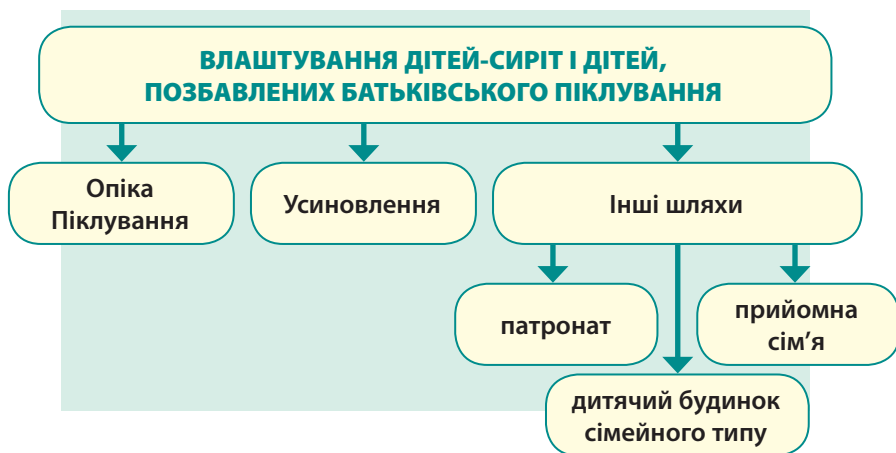 ВЛАШТУВАННЯ ДІТЕЙ-СИРІТ І ДІТЕЙ,
ПОЗБАВЛЕНИХ БАТЬКІВСЬКОГО ПІКЛУВАННЯ
Опіка
Піклування
Усиновлення
Інші шляхи
патронат
прийомна
сім’я
дитячий будинок
сімейного типу